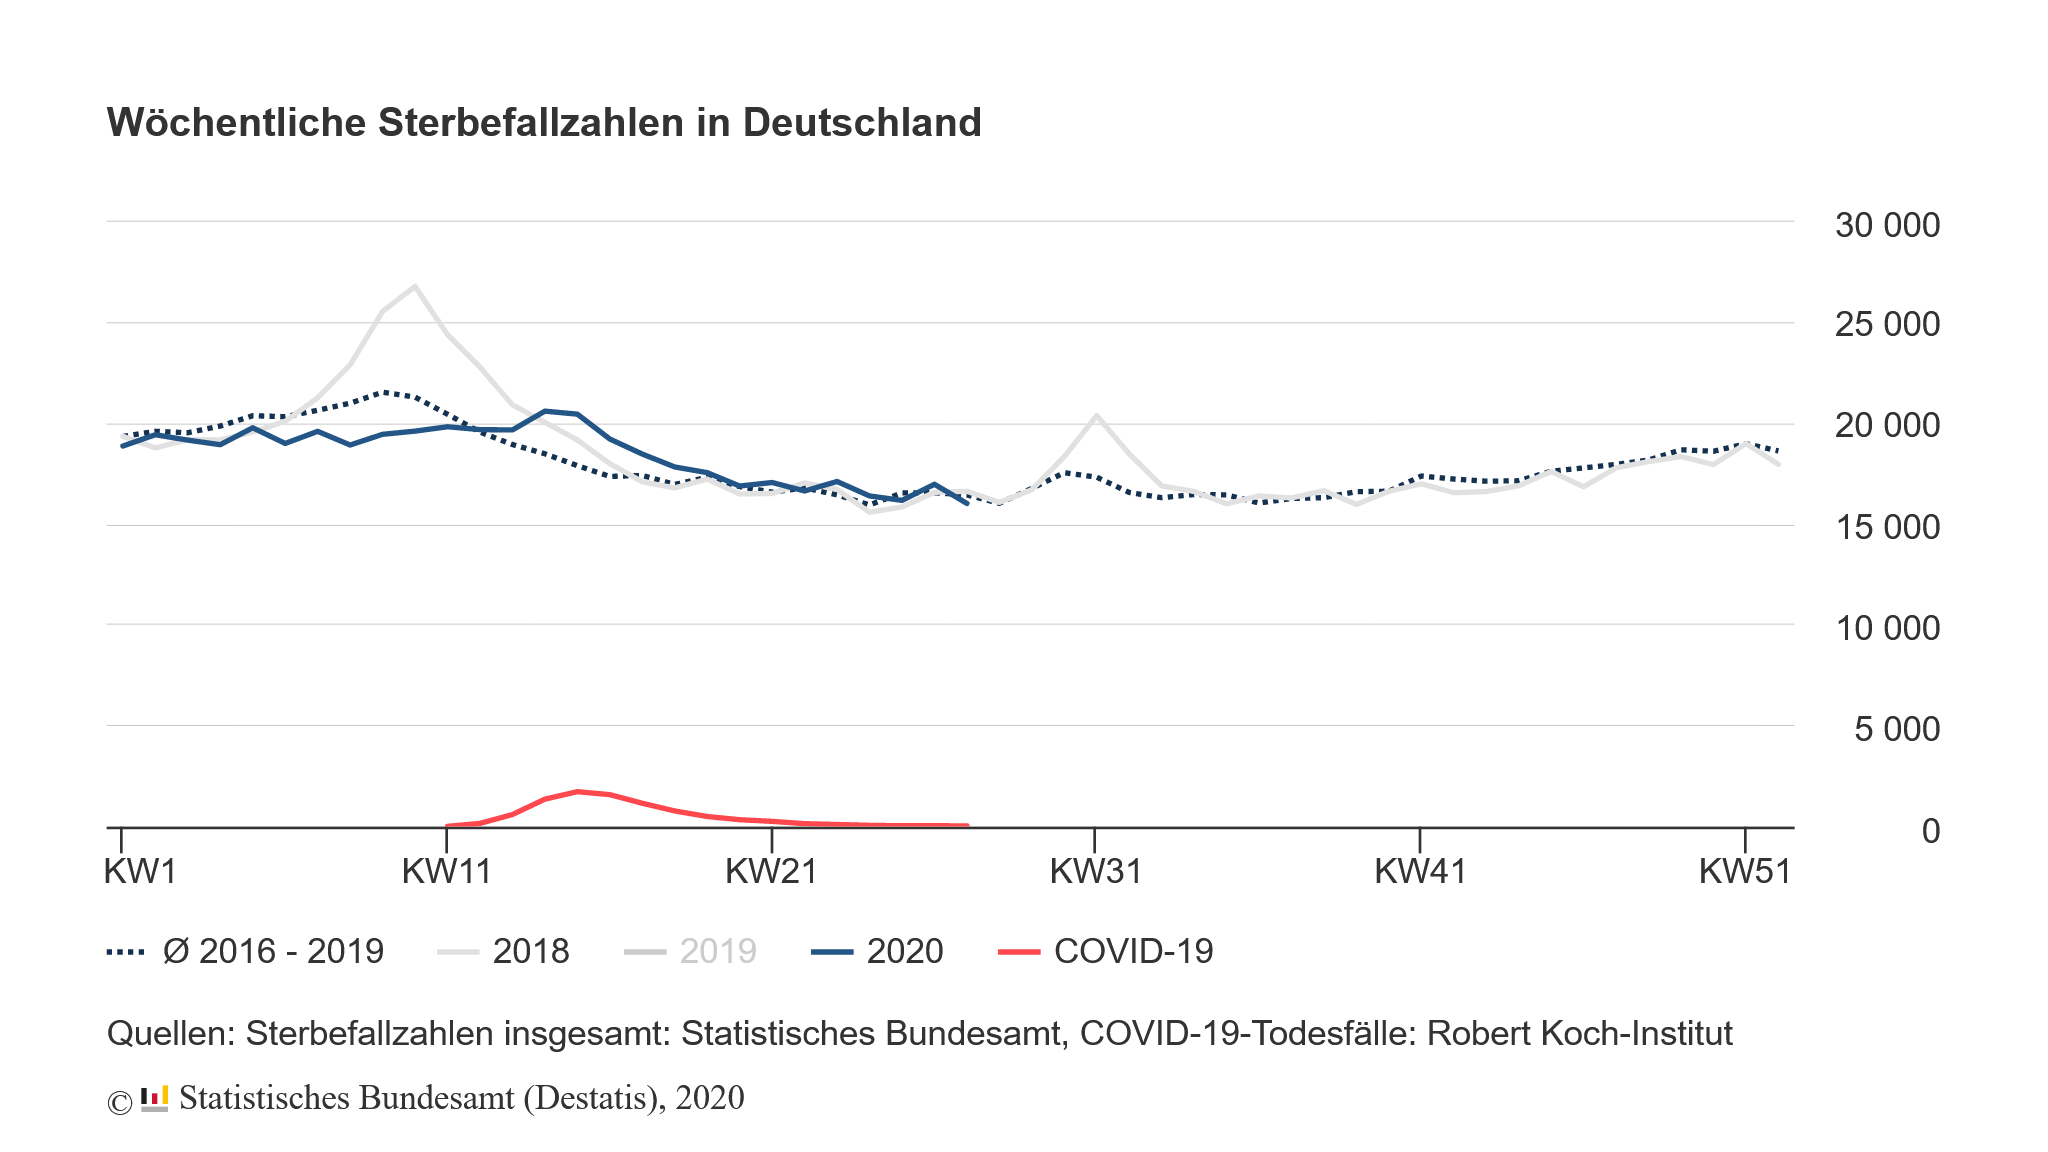 Wöchentliche Sterbefallzahlen in Deutschland
30 000
25 000
20 000
15 000
10 000
5 000
0
KW1 KW11 KW21 KW31 KW41 KW51
Ø 2016 - 2019 2018 2019 2020 COVID-19
Quellen: Sterbefallzahlen insgesamt: Statistisches Bundesamt, COVID-19-Todesfälle: Robert Koch-Institut
© Statistisches Bundesamt (Destatis), 2020